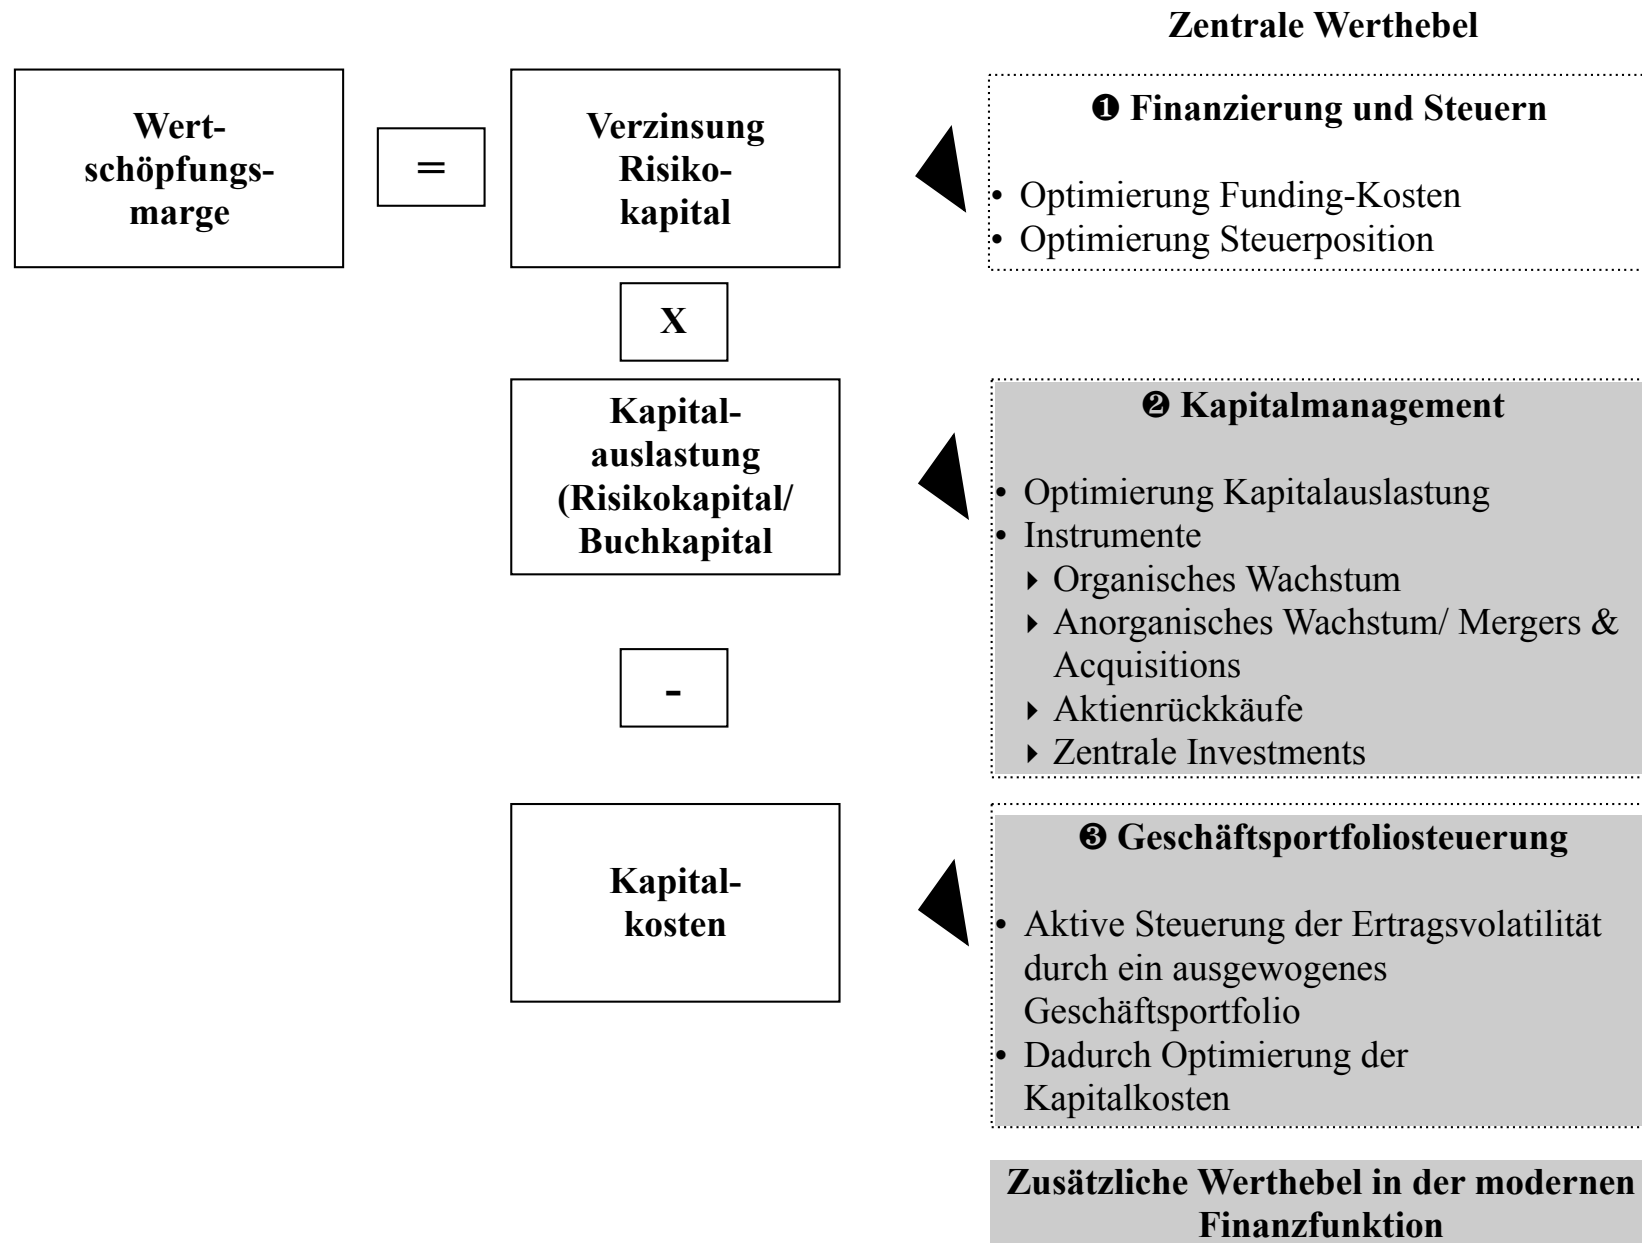 Zentrale Werthebel
Wert-
schöpfungs-
marge
=
Verzinsung
Risiko-
kapital
❶ Finanzierung und Steuern
• Optimierung Funding-Kosten
• Optimierung Steuerposition
X
Kapital-
auslastung
(Risikokapital/
Buchkapital
❷ Kapitalmanagement
• Optimierung Kapitalauslastung
• Instrumente
‣ Organisches Wachstum
‣ Anorganisches Wachstum/ Mergers &
Acquisitions
‣ Aktienrückkäufe
‣ Zentrale Investments
-
Kapital-
kosten
❸ Geschäftsportfoliosteuerung
• Aktive Steuerung der Ertragsvolatilität
durch ein ausgewogenes
Geschäftsportfolio
• Dadurch Optimierung der
Kapitalkosten
Zusätzliche Werthebel in der modernen
Finanzfunktion